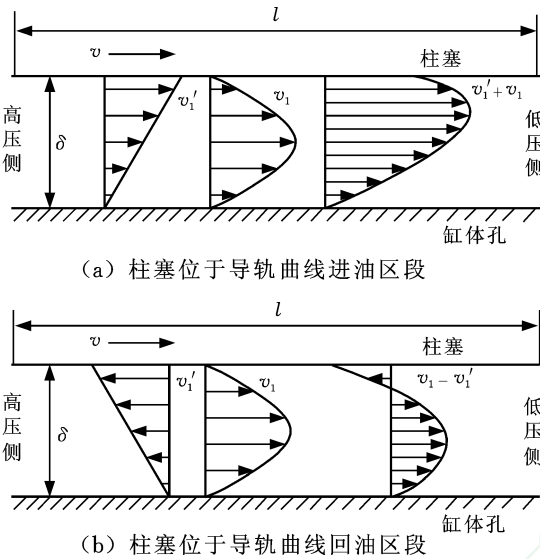 l
v
柱塞
v₁′
v₁
v₁′+v₁
高压侧
δ
低压侧
缸体孔
(a) 柱塞位于导轨曲线进油区段
l
v
柱塞
v₁′
v₁
v₁−v₁′
高压侧
δ
低压侧
缸体孔
(b) 柱塞位于导轨曲线回油区段